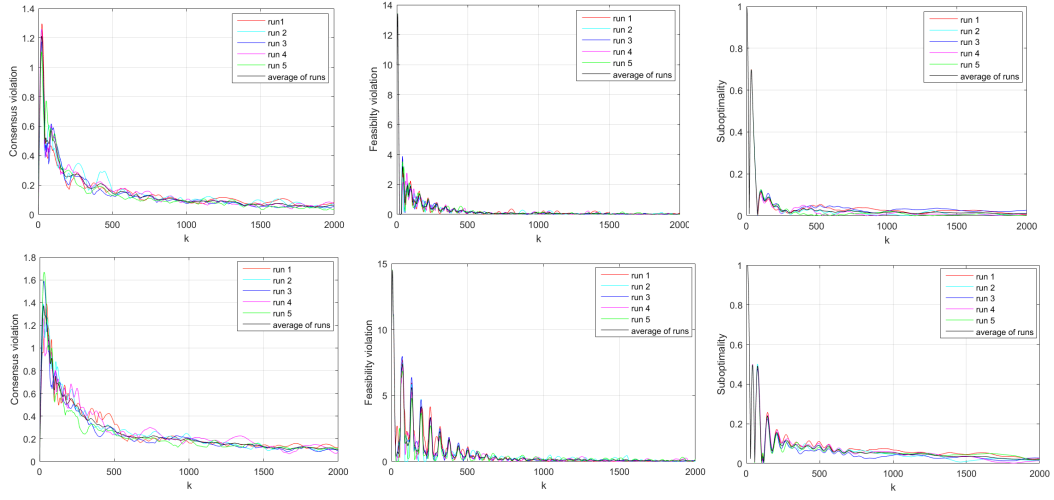 1.4
1.2
1
0.8
0.6
0.4
0.2
0
Consensus violation
run1
run 2
run 3
run 4
run 5
average of runs
0
500
1000
1500
2000
k
14
12
10
8
6
4
2
0
Feasibilty violation
run 1
run 2
run 3
run 4
run 5
average of runs
0
500
1000
1500
2000
k
1
0.8
0.6
0.4
0.2
0
Suboptimality
run 1
run 2
run 3
run 4
run 5
average of runs
500
1000
1500
2000
k
1.8
1.6
1.4
1.2
1
0.8
0.6
0.4
0.2
0
Consensus violation
run 1
run 2
run 3
run 4
run 5
average of runs
0
500
1000
1500
2000
k
15
10
5
0
Feasibility violation
run 1
run 2
run 3
run 4
run 5
average of runs
0
500
1000
1500
2000
k
1
0.8
0.6
0.4
0.2
0
Suboptimality
run 1
run 2
run 3
run 4
run 5
average of runs
0
500
1000
1500
2000
k